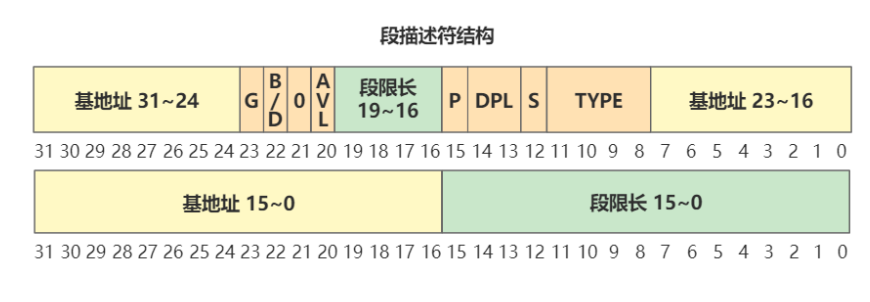 段描述符结构
基地址 31~24 G B/D 0 AVL 段限长 19~16 P DPL S TYPE 基地址 23~16
31 30 29 28 27 26 25 24 23 22 21 20 19 18 17 16 15 14 13 12 11 10 9 8 7 6 5 4 3 2 1 0
基地址 15~0 段限长 15~0
31 30 29 28 27 26 25 24 23 22 21 20 19 18 17 16 15 14 13 12 11 10 9 8 7 6 5 4 3 2 1 0